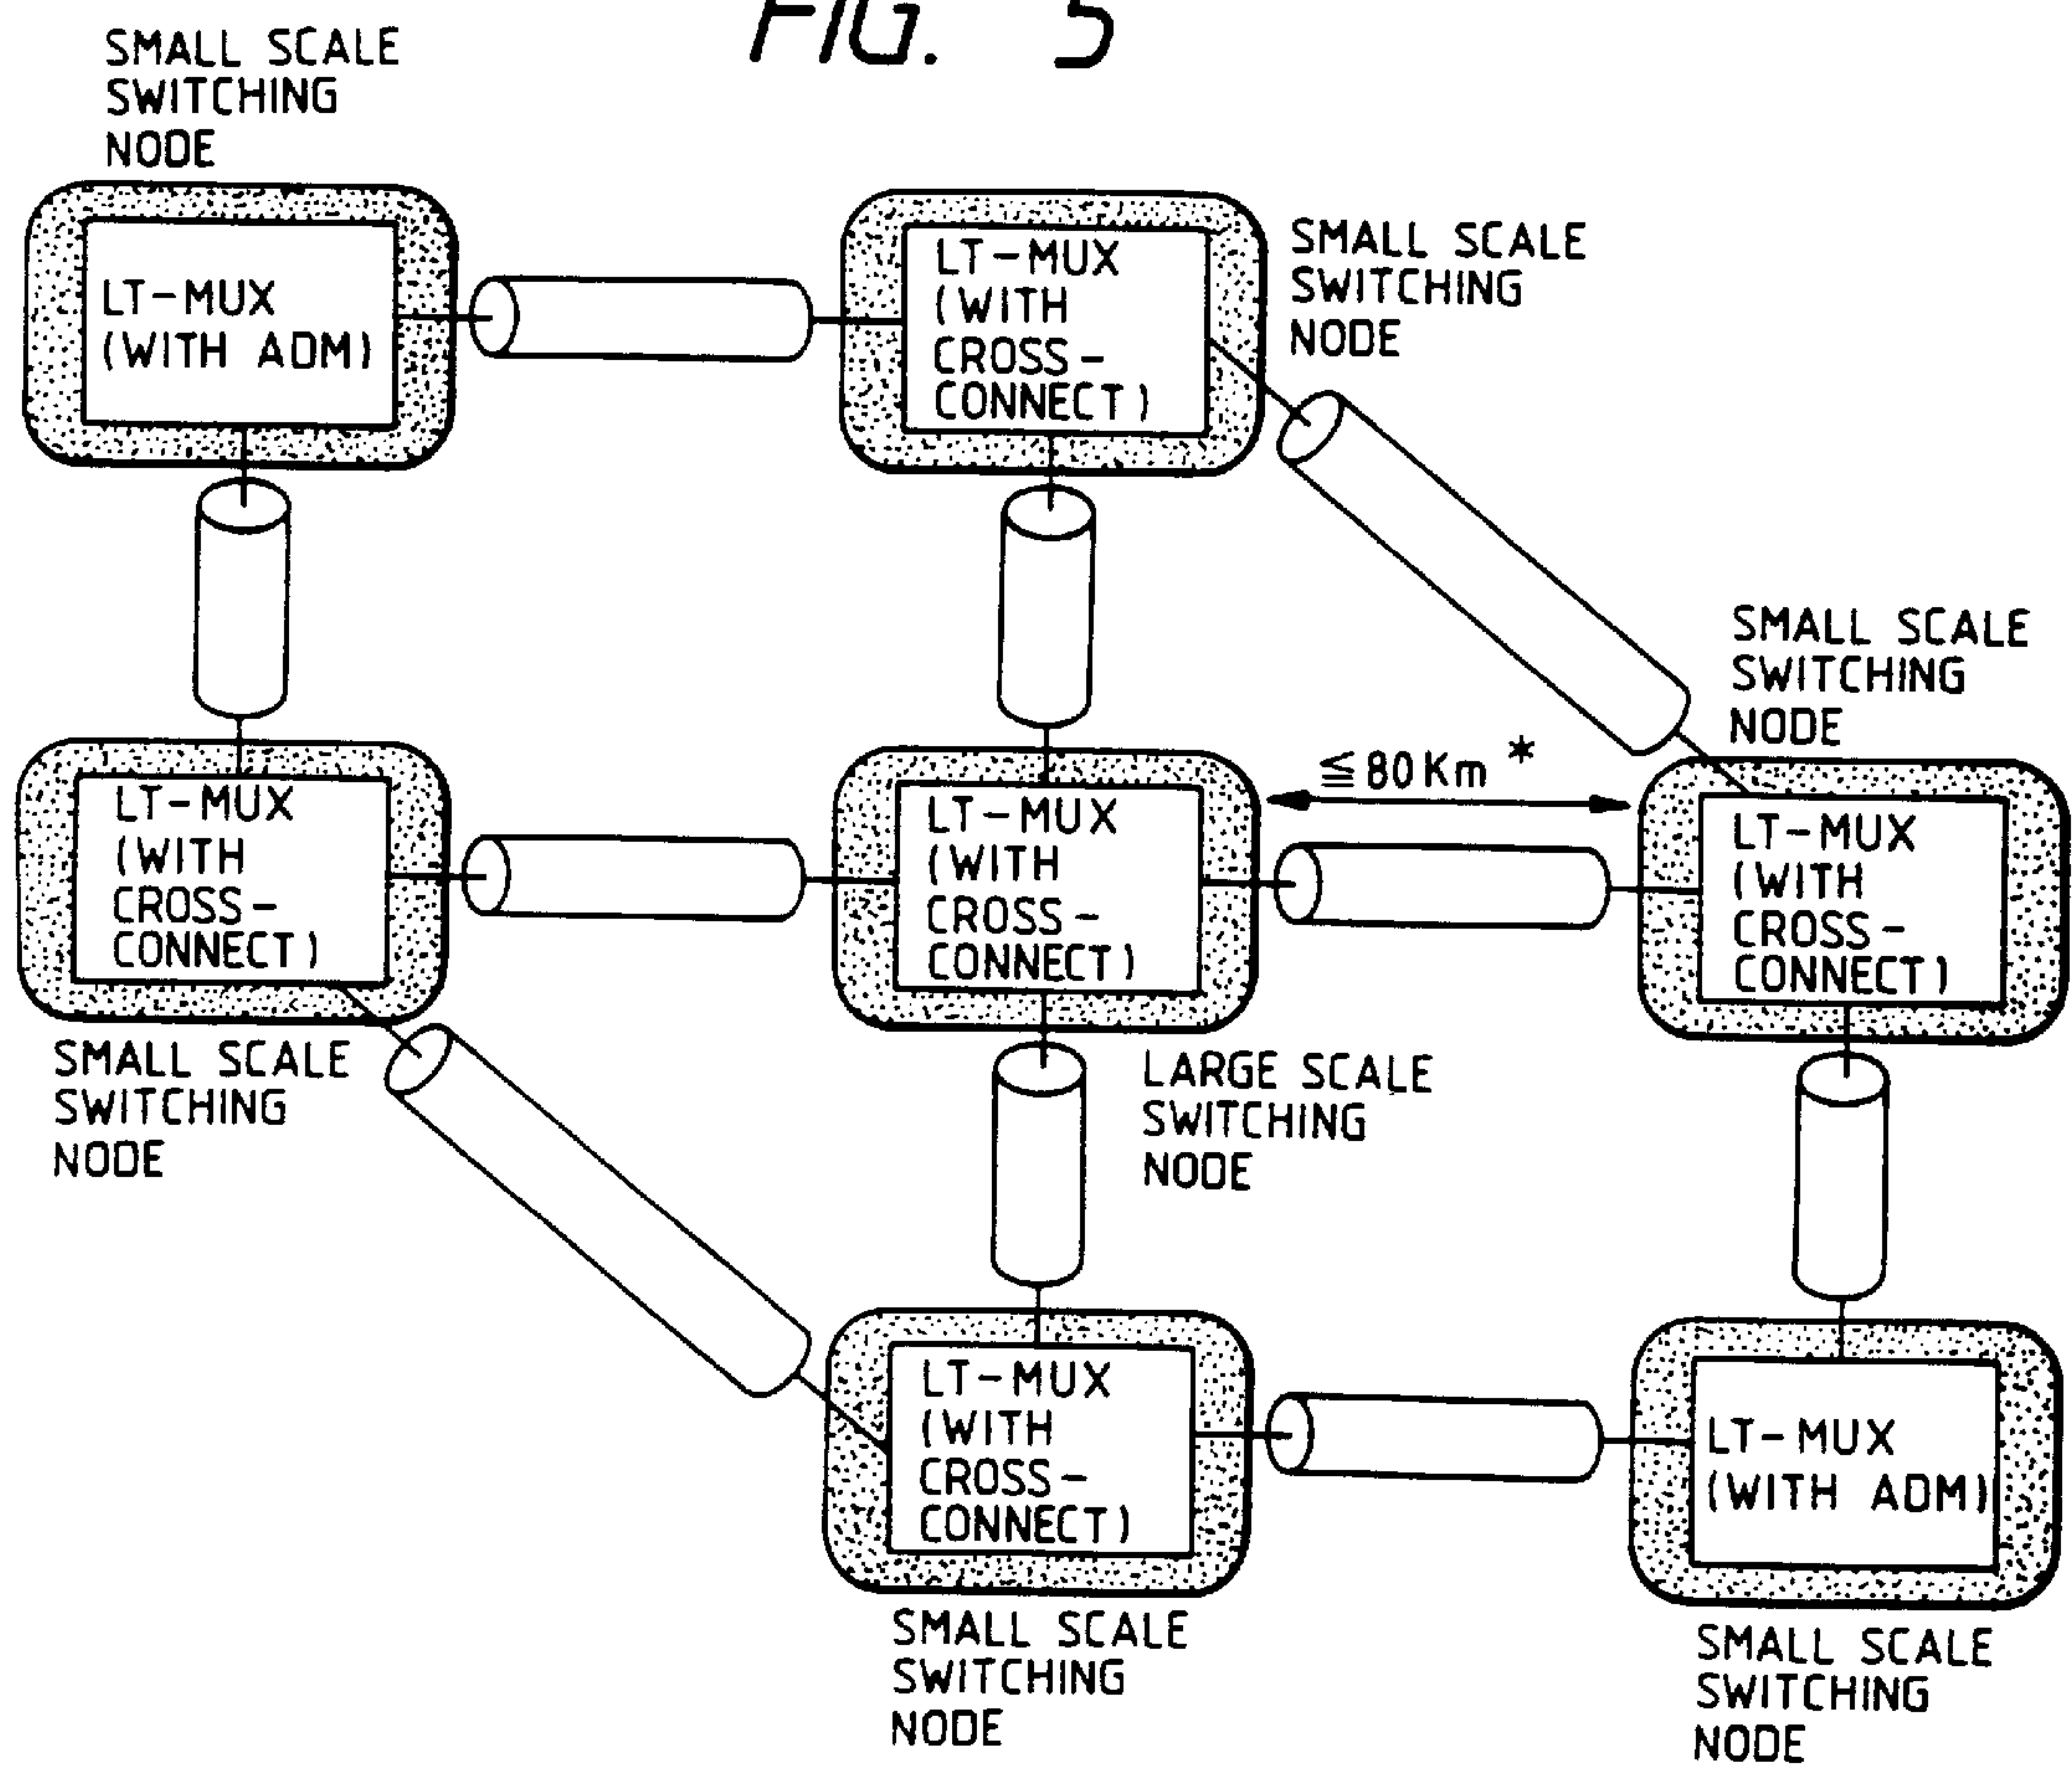 FIG. 5
SMALL SCALE
SWITCHING
NODE
LT-MUX
(WITH ADM)
LT-MUX
(WITH
CROSS-
CONNECT)
SMALL SCALE
SWITCHING
NODE
SMALL SCALE
SWITCHING
NODE
LT-MUX
(WITH
CROSS-
CONNECT)
SMALL SCALE
SWITCHING
NODE
LT-MUX
(WITH
CROSS-
CONNECT)
LARGE SCALE
SWITCHING
NODE
≦80Km *
LT-MUX
(WITH
CROSS-
CONNECT)
LT-MUX
(WITH
CROSS-
CONNECT)
SMALL SCALE
SWITCHING
NODE
LT-MUX
(WITH ADM)
SMALL SCALE
SWITCHING
NODE